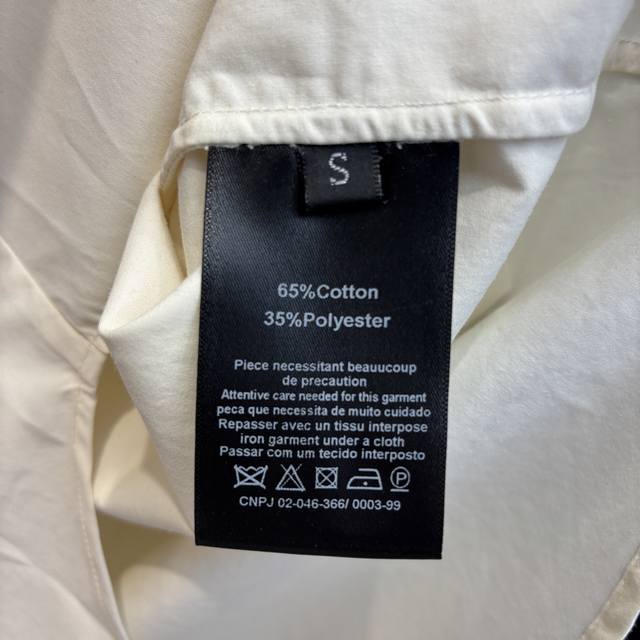 S
65%Cotton
35%Polyester
Piece necessitant beauucoup
de precaution
Attentive care needed for this garment
peca que necessita de muito cuidado
Repasser avec un tissu interpose
iron garment under a cloth
Passar com um tecido interposto
P
CNPJ 02-046-366/ 0003-99